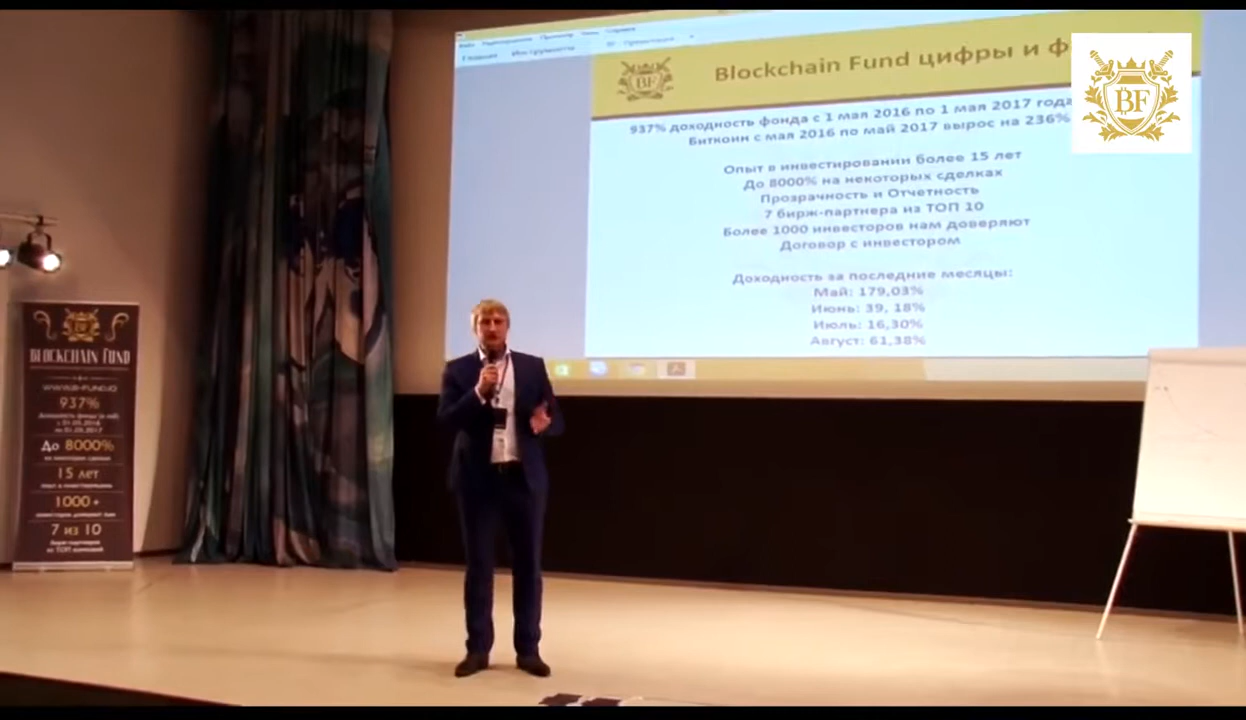 Главная Инструменты
Blockchain Fund цифры и ф
937% доходность фонда с 1 мая 2016 по 1 мая 2017 года
Биткоин с мая 2016 по май 2017 вырос на 236%
Опыт в инвестировании более 15 лет
До 8000% на некоторых сделках
Прозрачность и Отчетность
7 бирж-партнера из ТОП 10
Более 1000 инвесторов нам доверяют
Договор с инвестором
Доходность за последние месяцы:
Май: 179,03%
Июнь: 39, 18%
Июль: 16,30%
Август: 61,38%
BF
BF
BF
BLOCKCHAIN FUND
937%
До 8000%
15 лет
1000+
7 из 10